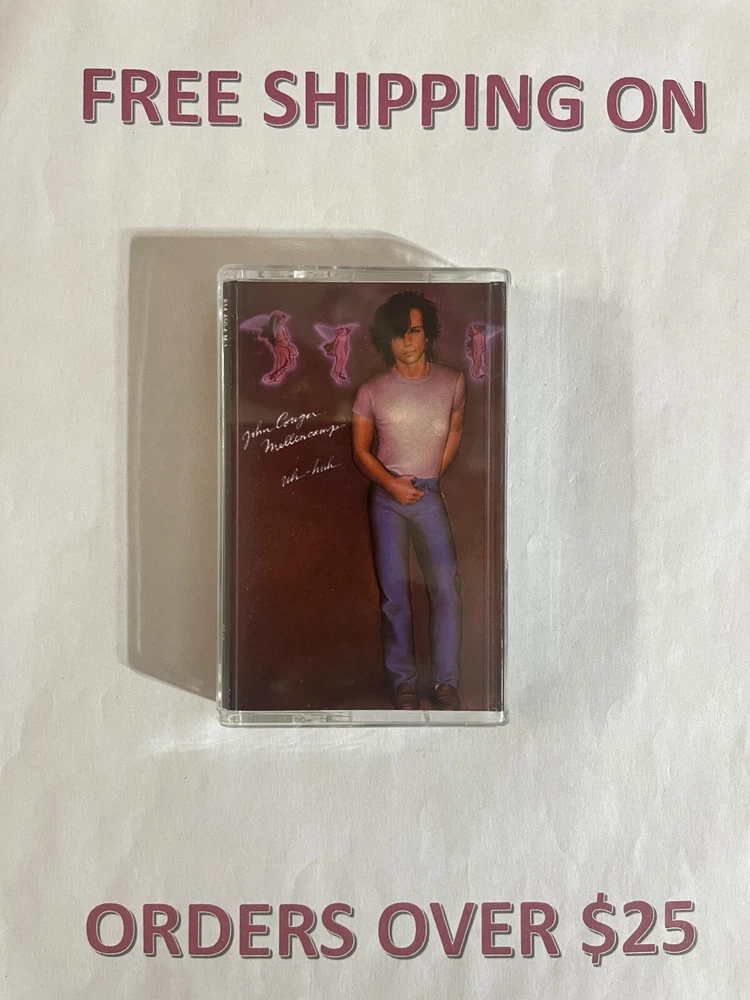 FREE SHIPPING ON
John Cougar
Mellencamp
uh-huh
ORDERS OVER $25